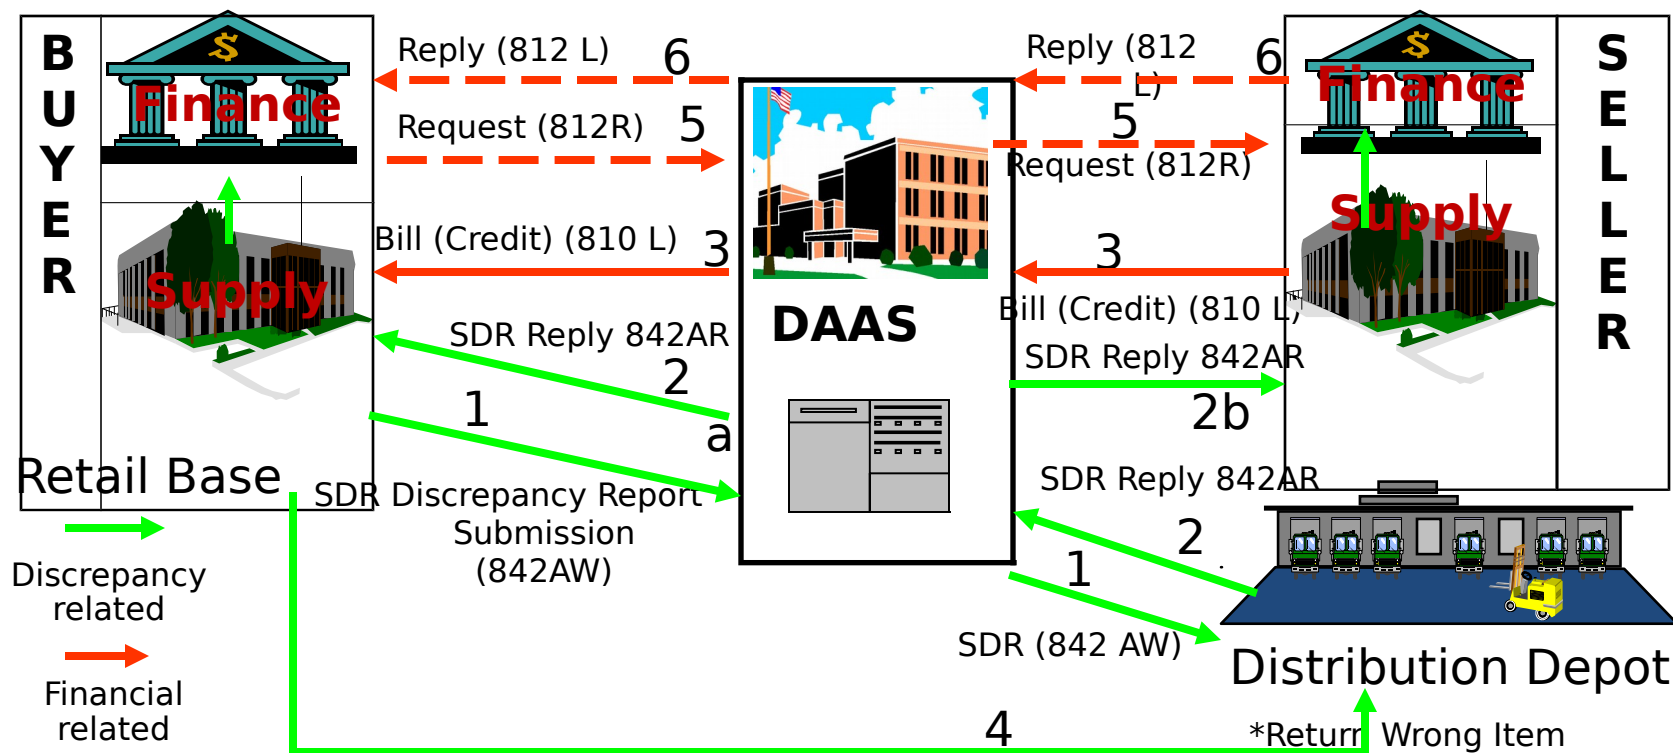 BUYER
$
Finance
Reply (812 L)
6
Request (812R)
5
Supply
Bill (Credit) (810 L)
3
SDR Reply 842AR
2
a
1
Retail Base
SDR Discrepancy Report
Submission
(842AW)
Discrepancy
related
Financial
related
DAAS
Reply (812
L)
6
5
Request (812R)
3
Bill (Credit) (810 L)
SDR Reply 842AR
2b
SDR Reply 842AR
2
1
SDR (842 AW)
.
$
Finance
Supply
SELLER
Distribution Depot
4
*Return Wrong Item